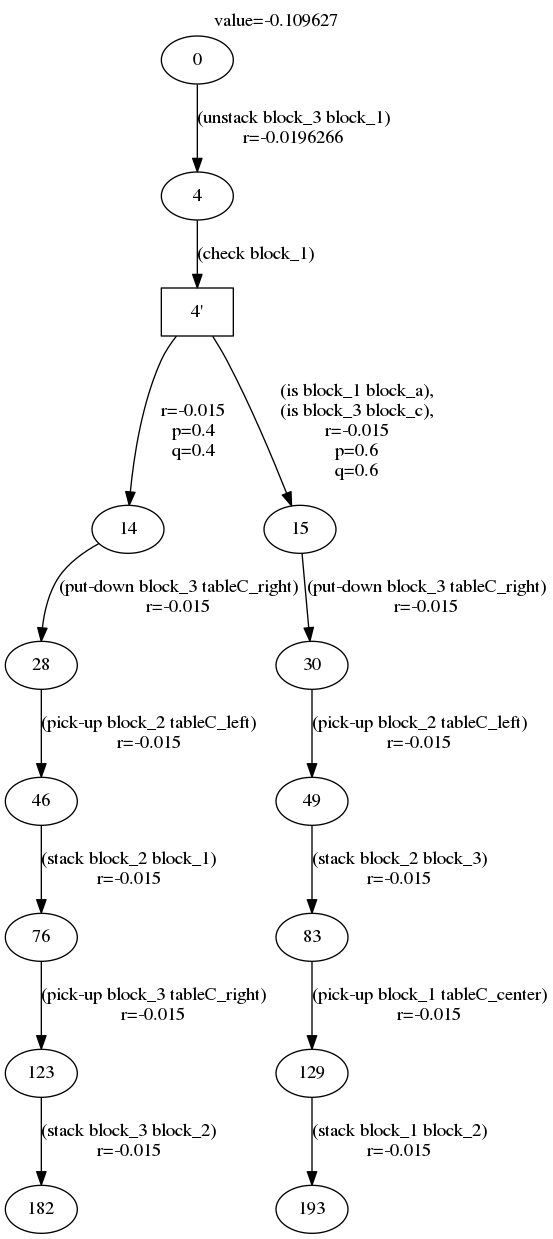 value=-0.109627
0
(unstack block_3 block_1)
r=-0.0196266
4
(check block_1)
4'
r=-0.015
p=0.4
q=0.4
(is block_1 block_a),
(is block_3 block_c),
r=-0.015
p=0.6
q=0.6
14
15
(put-down block_3 tableC_right)
r=-0.015
(put-down block_3 tableC_right)
r=-0.015
28
30
(pick-up block_2 tableC_left)
r=-0.015
(pick-up block_2 tableC_left)
r=-0.015
46
49
(stack block_2 block_1)
r=-0.015
(stack block_2 block_3)
r=-0.015
76
83
(pick-up block_3 tableC_right)
r=-0.015
(pick-up block_1 tableC_center)
r=-0.015
123
129
(stack block_3 block_2)
r=-0.015
(stack block_1 block_2)
r=-0.015
182
193